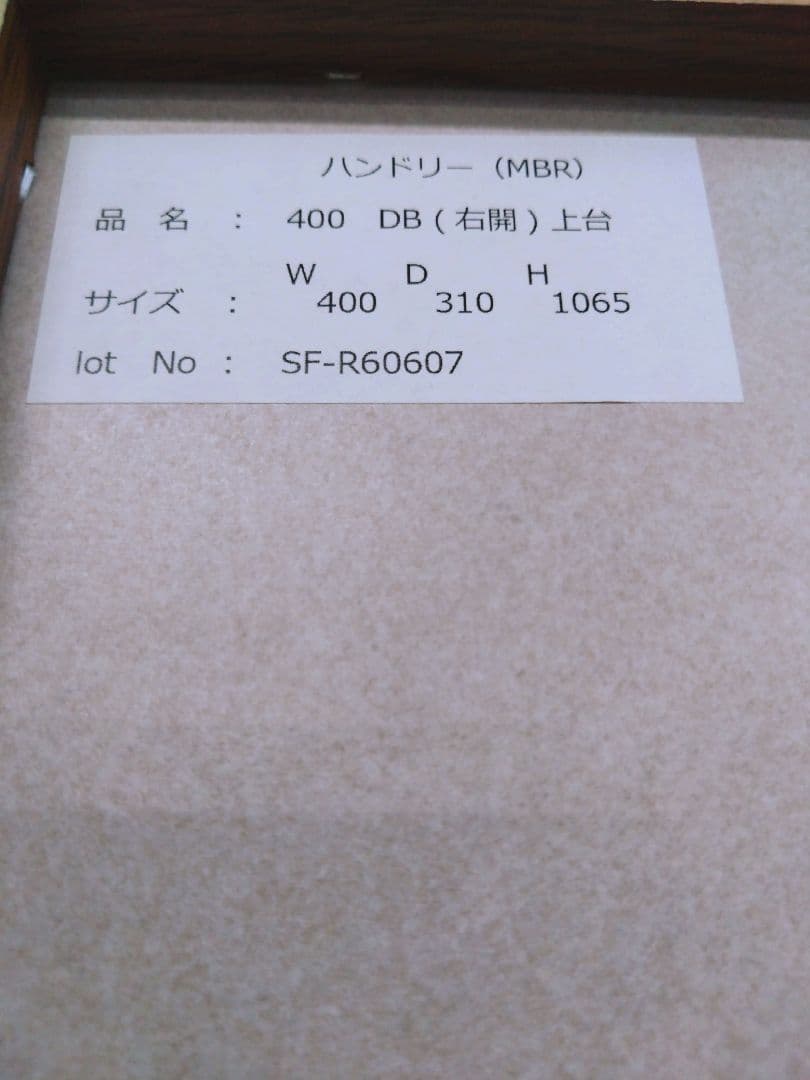 ハンドリー（MBR）
品　名　：　400　DB(右開)上台
W　D　H
サイズ　：　400　310　1065
lot　No：　SF-R60607